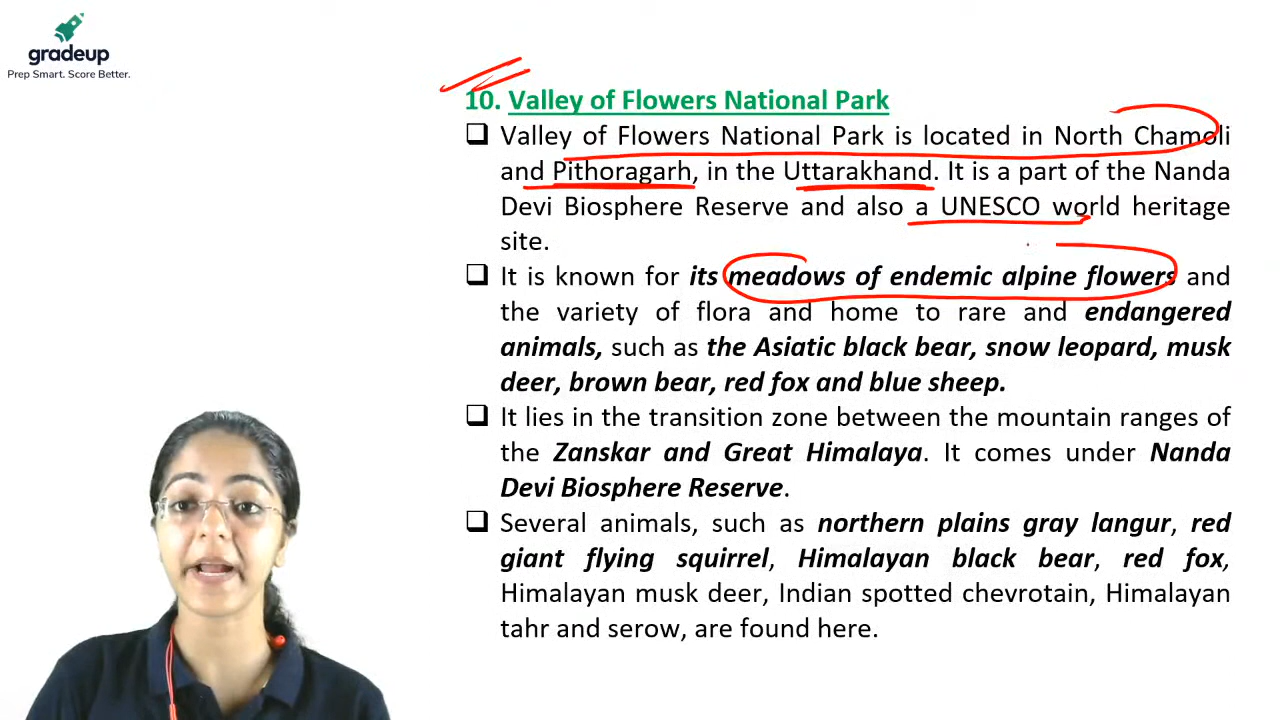 gradeup
Prep Smart. Score Better.
10. Valley of Flowers National Park
Valley of Flowers National Park is located in North Chamoli
and Pithoragarh, in the Uttarakhand. It is a part of the Nanda
Devi Biosphere Reserve and also a UNESCO world heritage
site.
It is known for its meadows of endemic alpine flowers and
the variety of flora and home to rare and endangered
animals, such as the Asiatic black bear, snow leopard, musk
deer, brown bear, red fox and blue sheep.
It lies in the transition zone between the mountain ranges of
the Zanskar and Great Himalaya. It comes under Nanda
Devi Biosphere Reserve.
Several animals, such as northern plains gray langur, red
giant flying squirrel, Himalayan black bear, red fox,
Himalayan musk deer, Indian spotted chevrotain, Himalayan
tahr and serow, are found here.